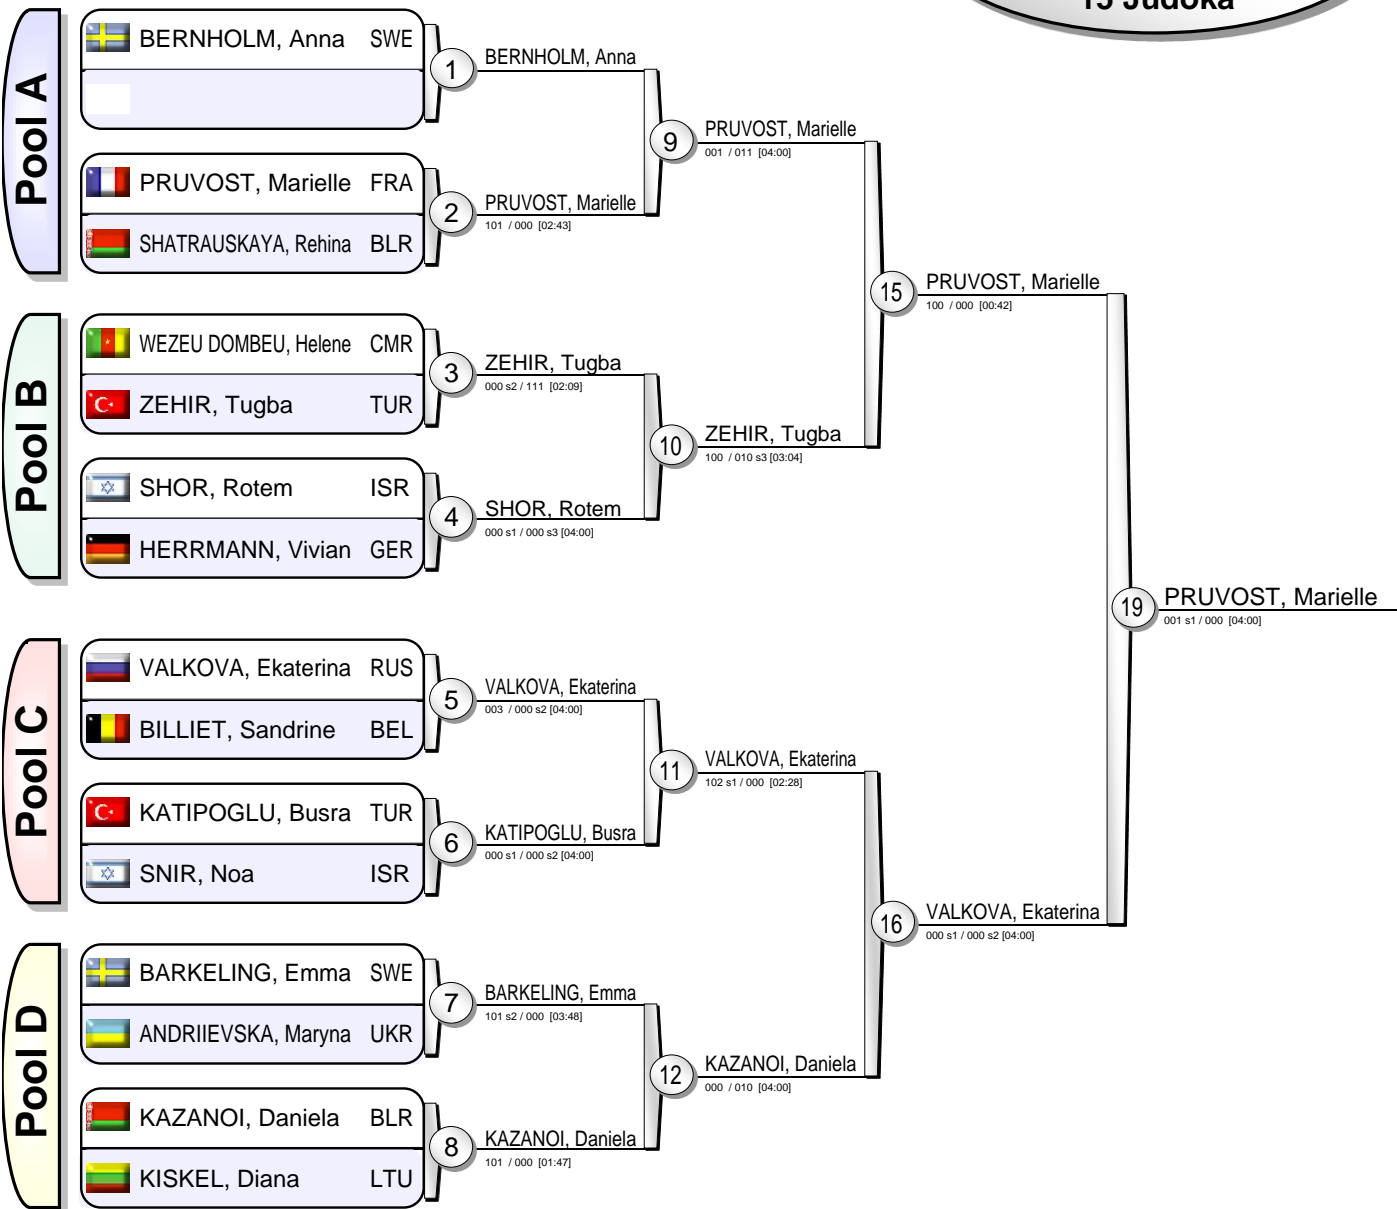 15 Judoka
Pool A
BERNHOLM, Anna SWE
PRUVOST, Marielle FRA
SHATRAUSKAYA, Rehina BLR
Pool B
WEZEU DOMBEU, Helene CMR
ZEHIR, Tugba TUR
SHOR, Rotem ISR
HERRMANN, Vivian GER
Pool C
VALKOVA, Ekaterina RUS
BILLIET, Sandrine BEL
KATIPOGLU, Busra TUR
SNIR, Noa ISR
Pool D
BARKELING, Emma SWE
ANDRIIEVSKA, Maryna UKR
KAZANOI, Daniela BLR
KISKEL, Diana LTU
1
BERNHOLM, Anna
2
PRUVOST, Marielle
101 / 000 [02:43]
3
ZEHIR, Tugba
000 s2 / 111 [02:09]
4
SHOR, Rotem
000 s1 / 000 s3 [04:00]
5
VALKOVA, Ekaterina
003 / 000 s2 [04:00]
6
KATIPOGLU, Busra
000 s1 / 000 s2 [04:00]
7
BARKELING, Emma
101 s2 / 000 [03:48]
8
KAZANOI, Daniela
101 / 000 [01:47]
9
PRUVOST, Marielle
001 / 011 [04:00]
10
ZEHIR, Tugba
100 / 010 s3 [03:04]
11
VALKOVA, Ekaterina
102 s1 / 000 [02:28]
12
KAZANOI, Daniela
000 / 010 [04:00]
15
PRUVOST, Marielle
100 / 000 [00:42]
16
VALKOVA, Ekaterina
000 s1 / 000 s2 [04:00]
19
PRUVOST, Marielle
001 s1 / 000 [04:00]